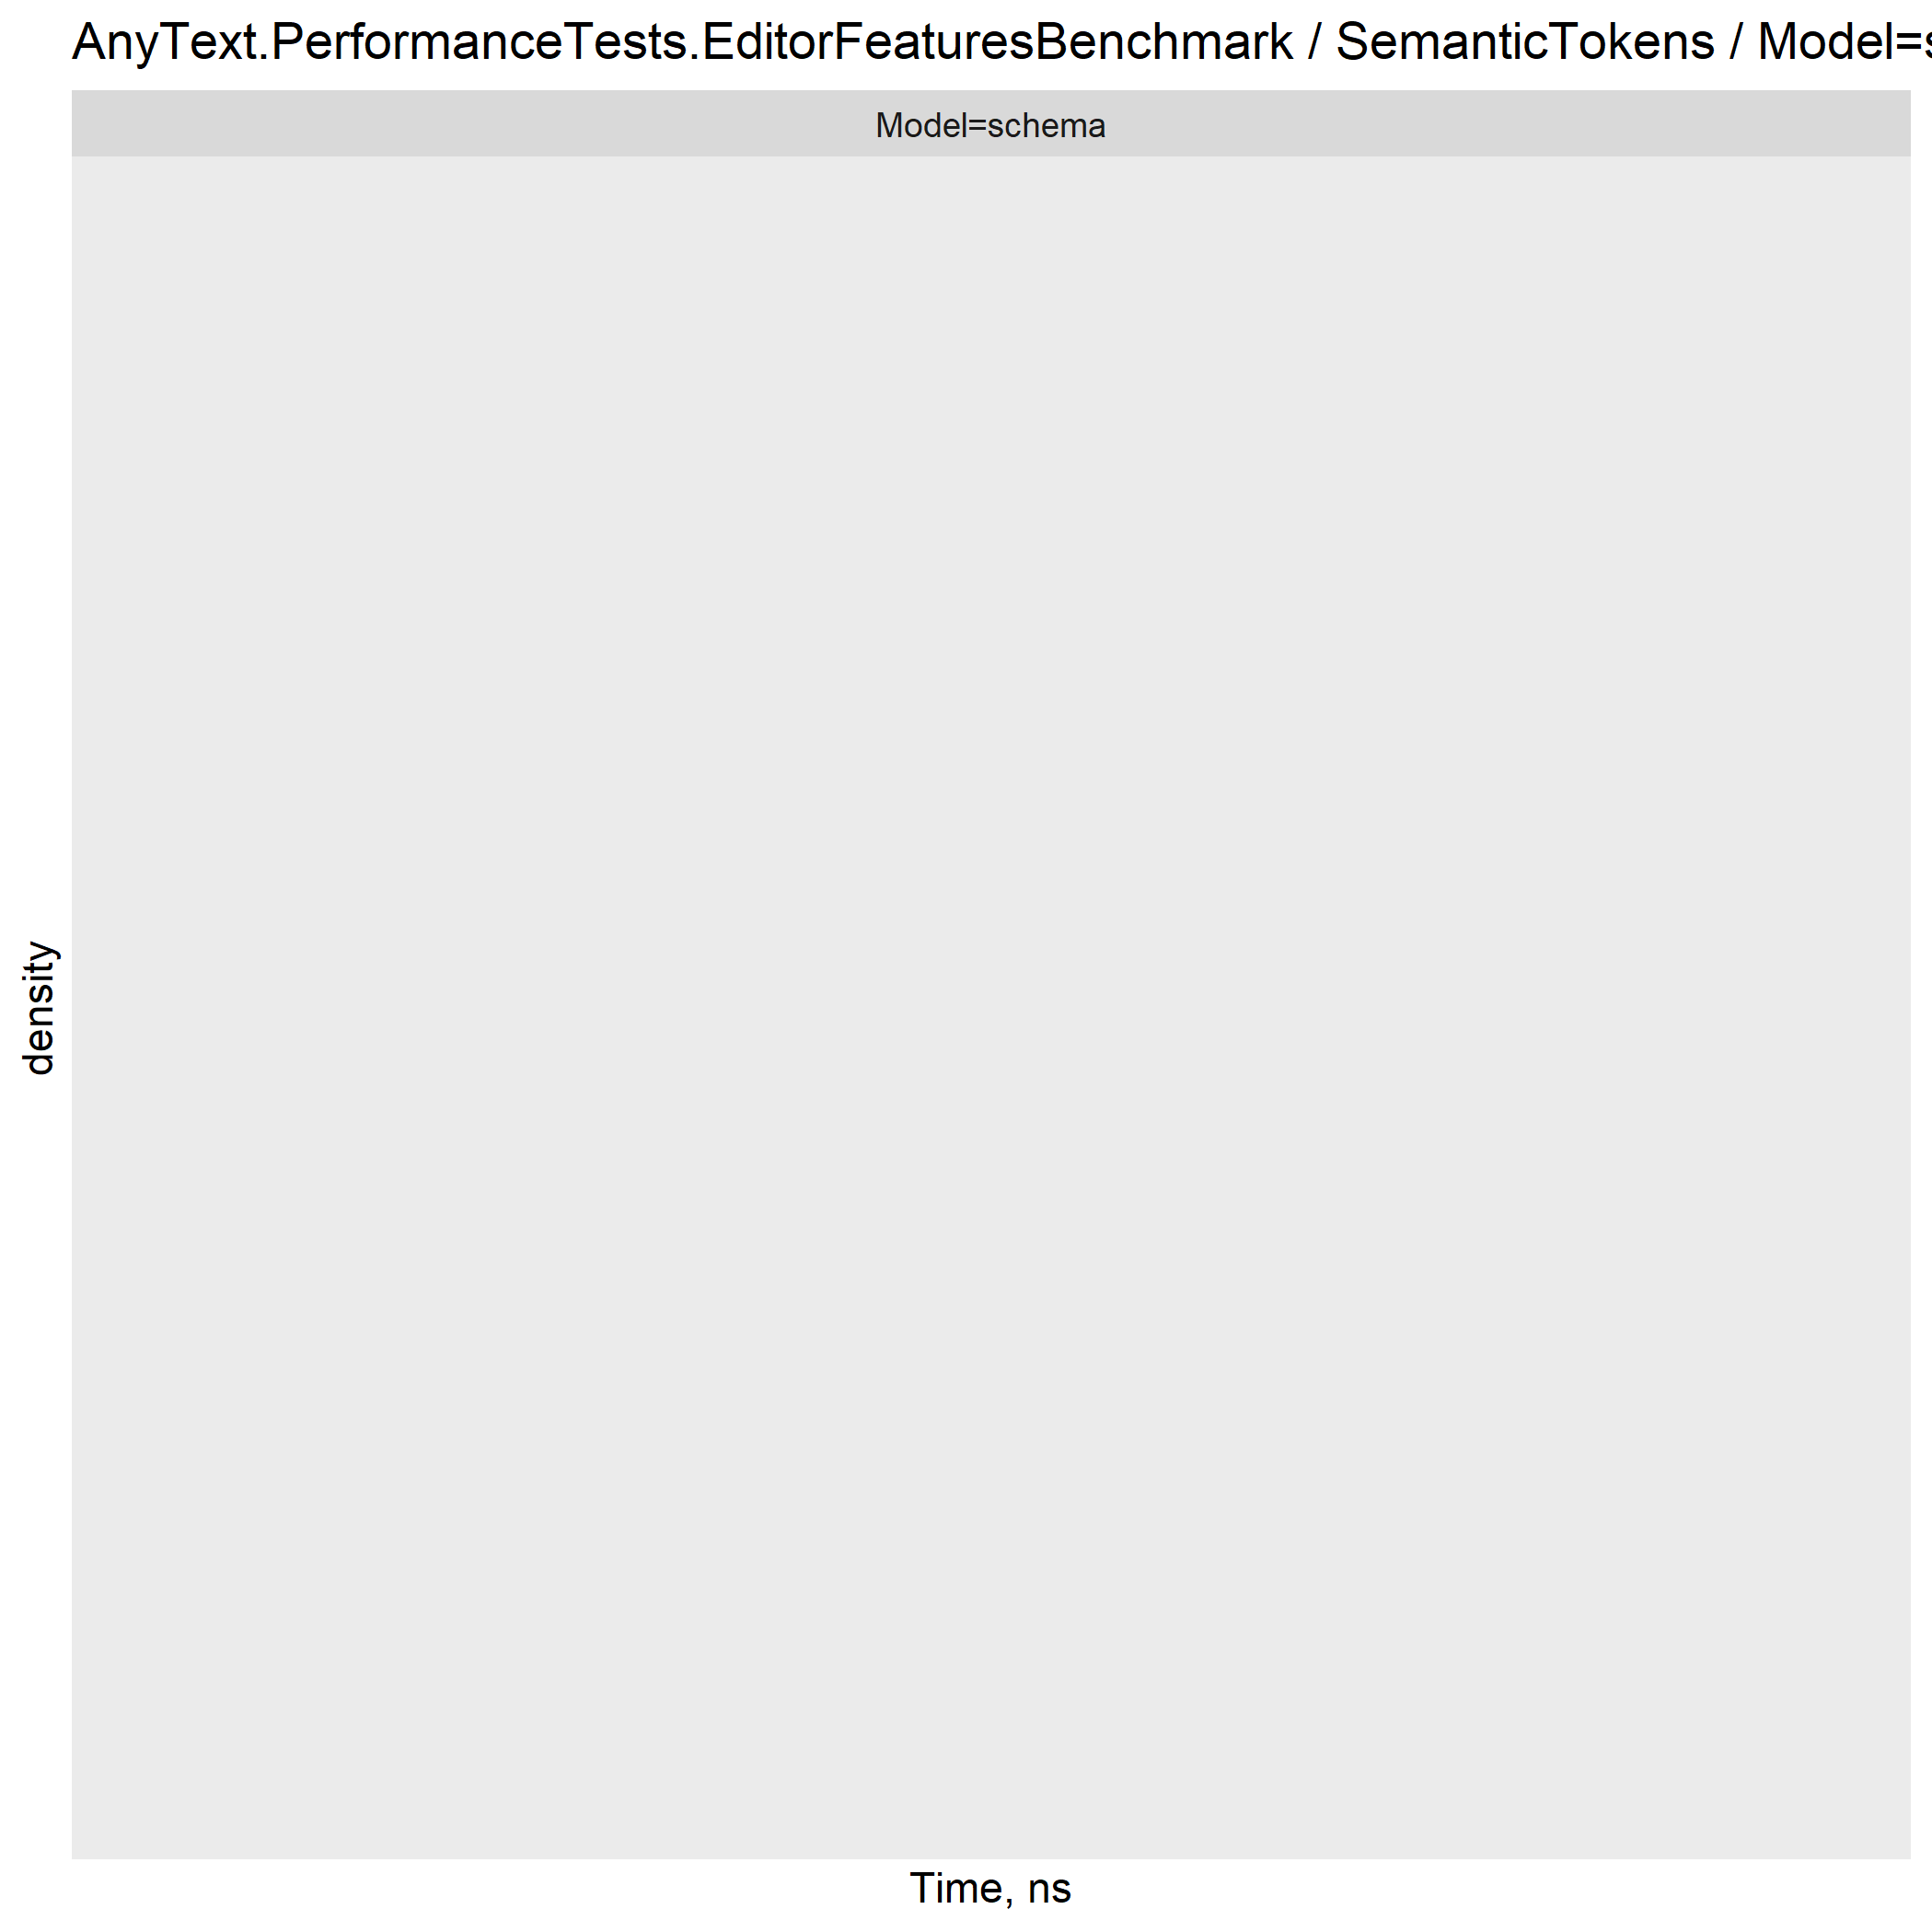 AnyText.PerformanceTests.EditorFeaturesBenchmark / SemanticTokens / Model=s
Model=schema
density
Time, ns